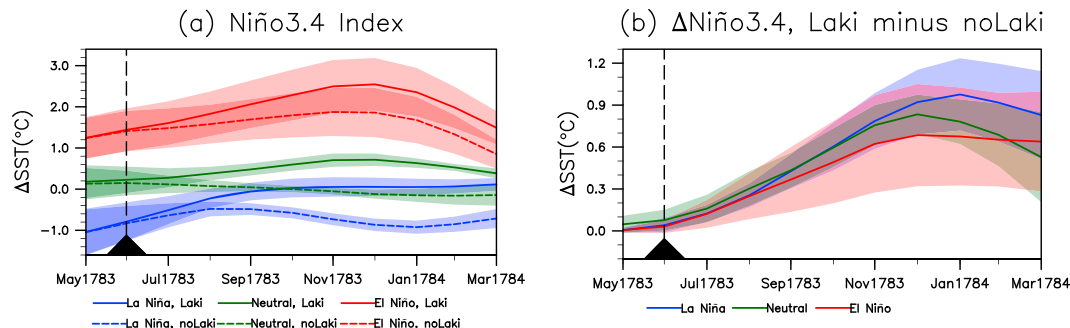 (a) Niño3.4 Index
ΔSST(°C)
3.0
2.0
1.0
0.0
-1.0
May1783 Jul1783 Sep1783 Nov1783 Jan1784 Mar1784
La Niña, Laki Neutral, Laki El Niño, Laki
La Niña, noLaki Neutral, noLaki El Niño, noLaki
(b) ΔNiño3.4, Laki minus noLaki
ΔSST(°C)
1.2
0.9
0.6
0.3
0.0
May1783 Jul1783 Sep1783 Nov1783 Jan1784 Mar1784
La Niña Neutral El Niño